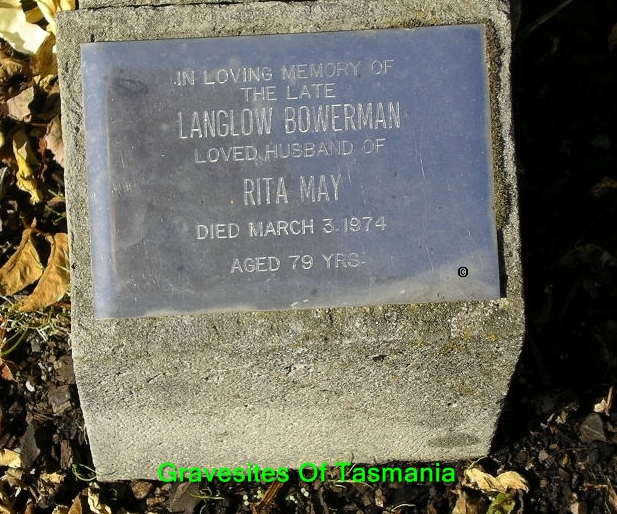 IN LOVING MEMORY OF
THE LATE
LANGLOW BOWERMAN
LOVED HUSBAND OF
RITA MAY
DIED MARCH 3 1974
AGED 79 YRS.
©
Gravesites Of Tasmania